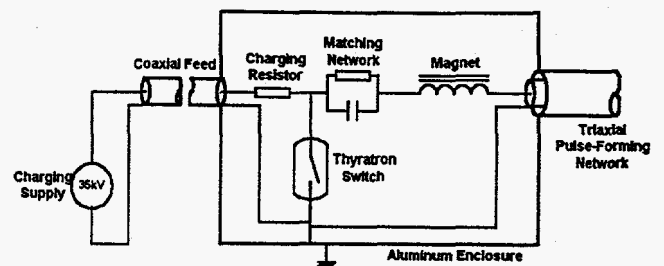 Coaxial Feed
Charging
Resistor
Matching
Network
Magnet
Triaxial
Pulse-Forming
Network
Thyratron
Switch
Charging
Supply
35kV
Aluminum Enclosure